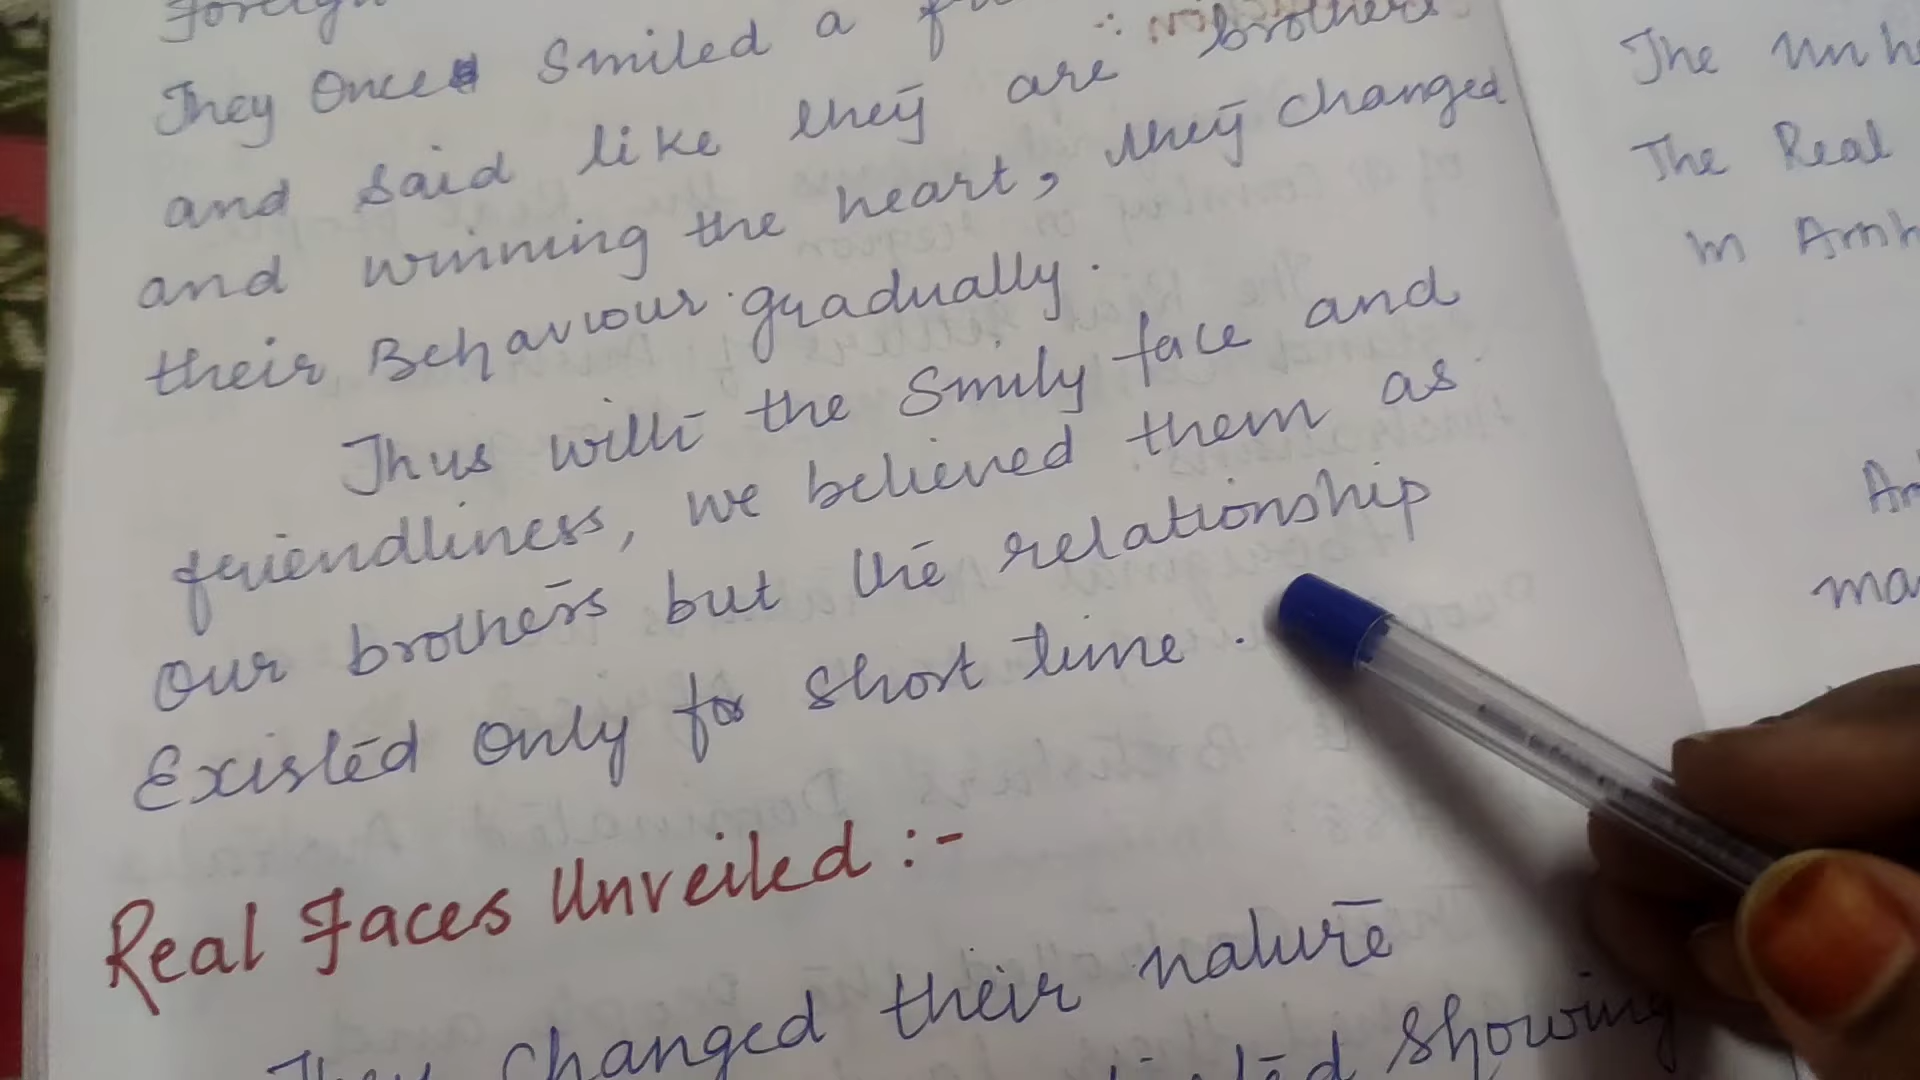 They Once Smiled a
and said like they are brothers
and winning the heart, they changed
their Behaviour gradually.
Thus with the Smily face and
friendliness, we believed them as
Our brothers but the relationship
Existed Only for Short time.
Real Faces Unveiled :-
They changed their nature
Showing
The
The Real
in